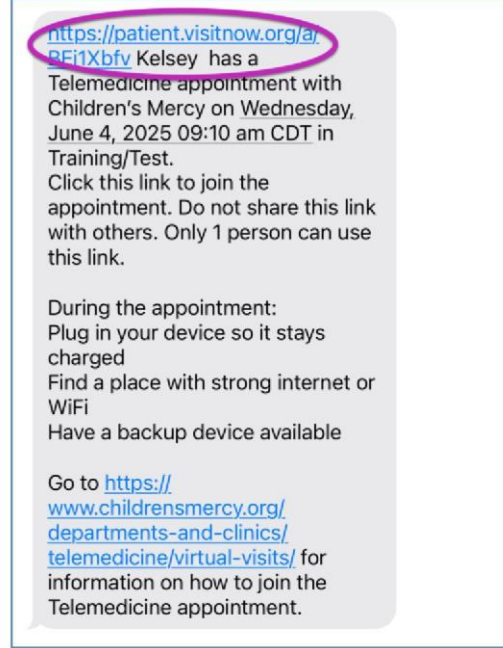 https://patient.visitnow.org/a/
BFj1Xbfv Kelsey has a
Telemedicine appointment with
Children's Mercy on Wednesday,
June 4, 2025 09:10 am CDT in
Training/Test.
Click this link to join the
appointment. Do not share this link
with others. Only 1 person can use
this link.
During the appointment:
Plug in your device so it stays
charged
Find a place with strong internet or
WiFi
Have a backup device available
Go to https://
www.childrensmercy.org/
departments-and-clinics/
telemedicine/virtual-visits/ for
information on how to join the
Telemedicine appointment.